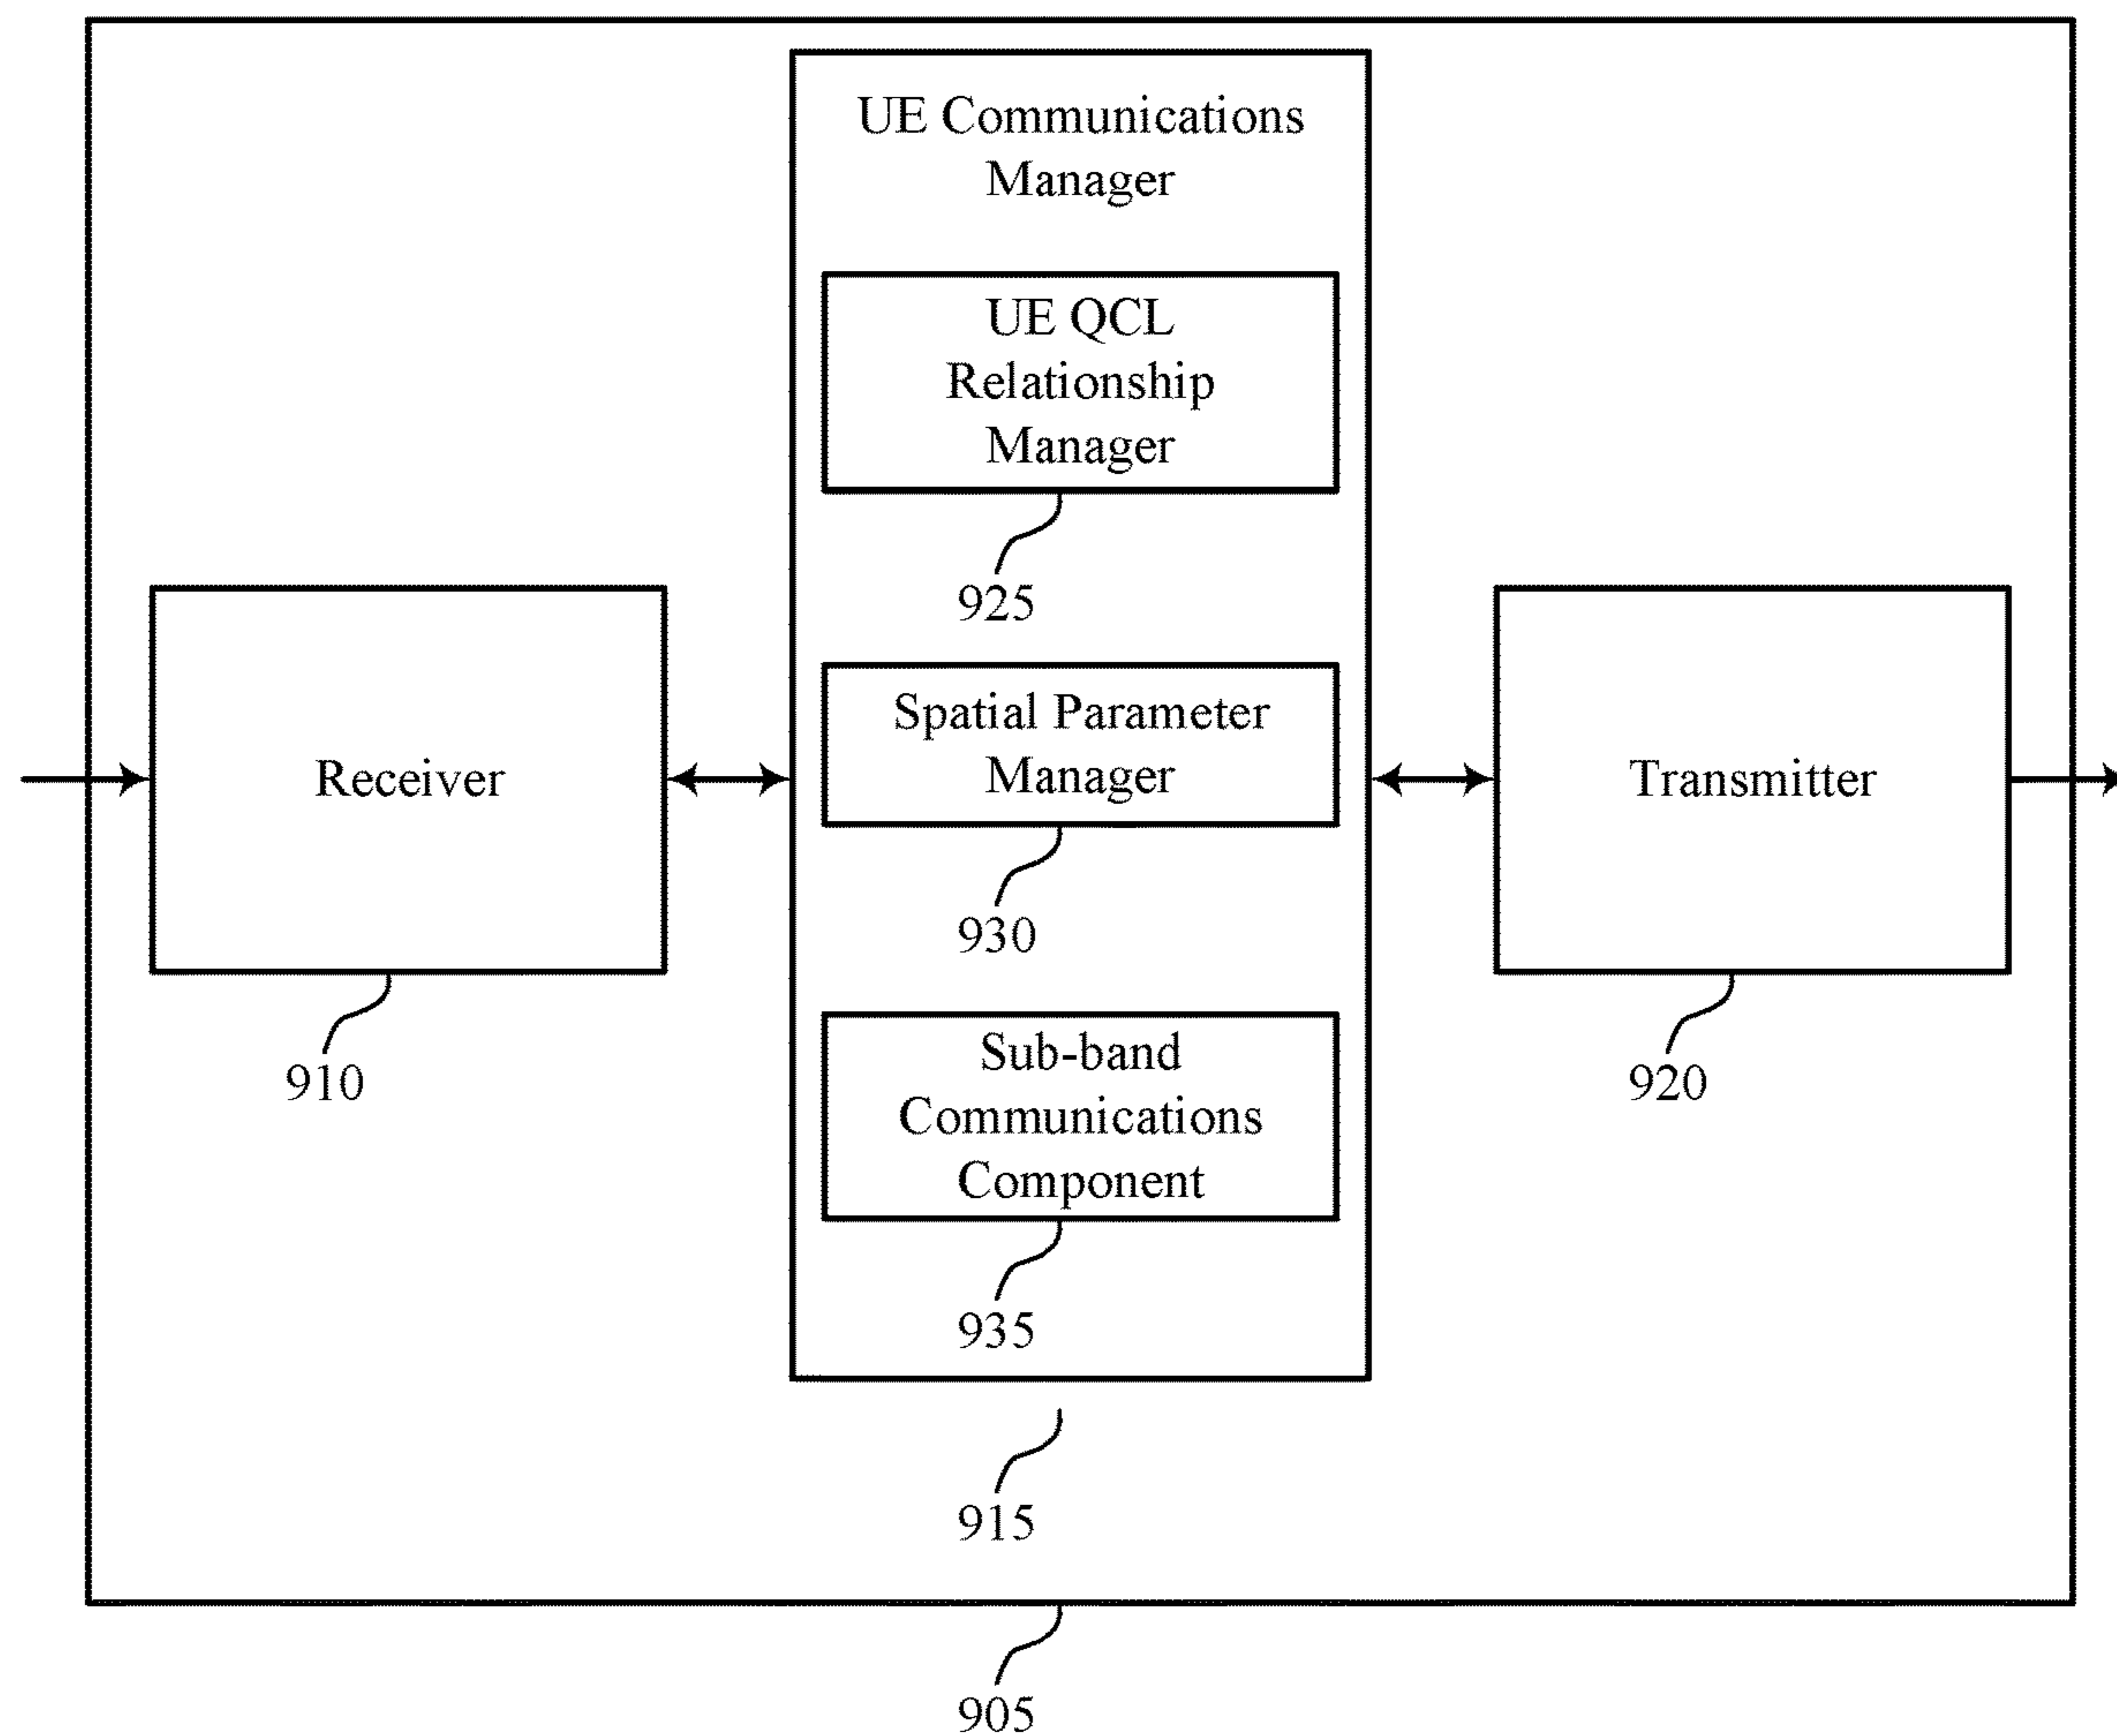 UE Communications
Manager
UE QCL
Relationship
Manager
925
Spatial Parameter
Manager
930
Sub-band
Communications
Component
935
915
Receiver
910
Transmitter
920
905